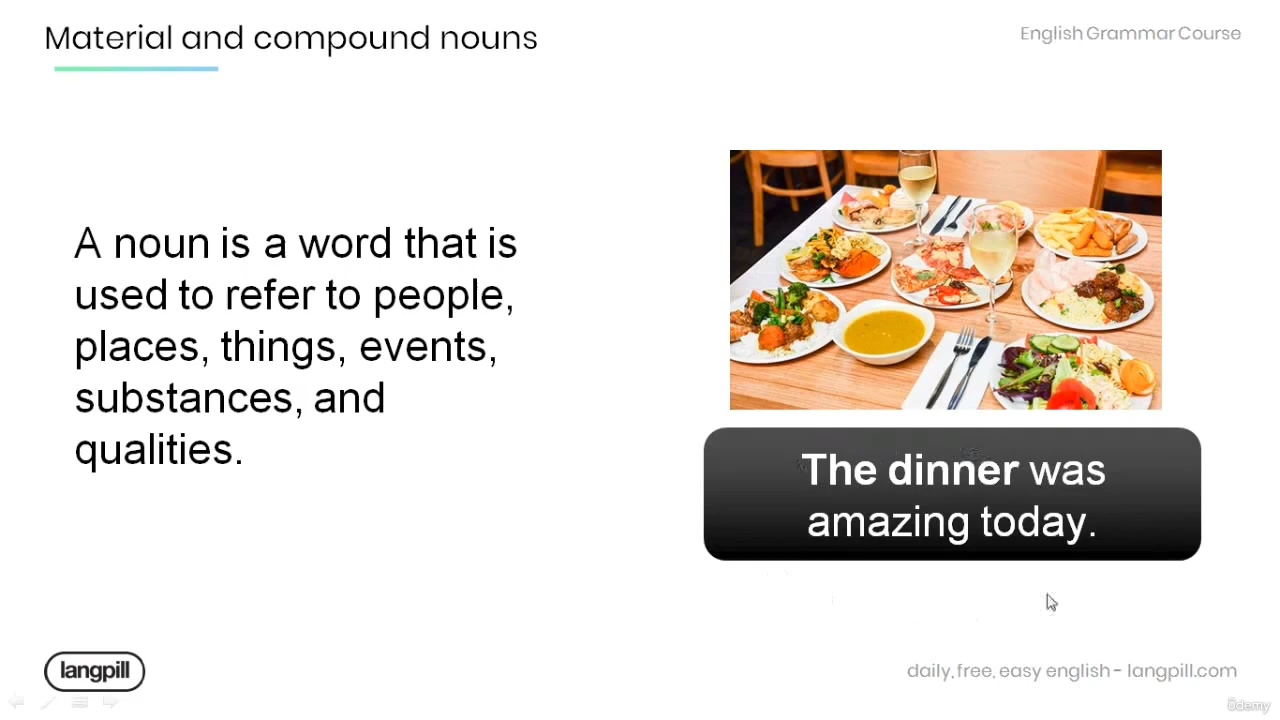 Material and compound nouns
English Grammar Course
A noun is a word that is
used to refer to people,
places, things, events,
substances, and
qualities.
The dinner was
amazing today.
langpill
daily, free, easy english - langpill.com
ûdemy